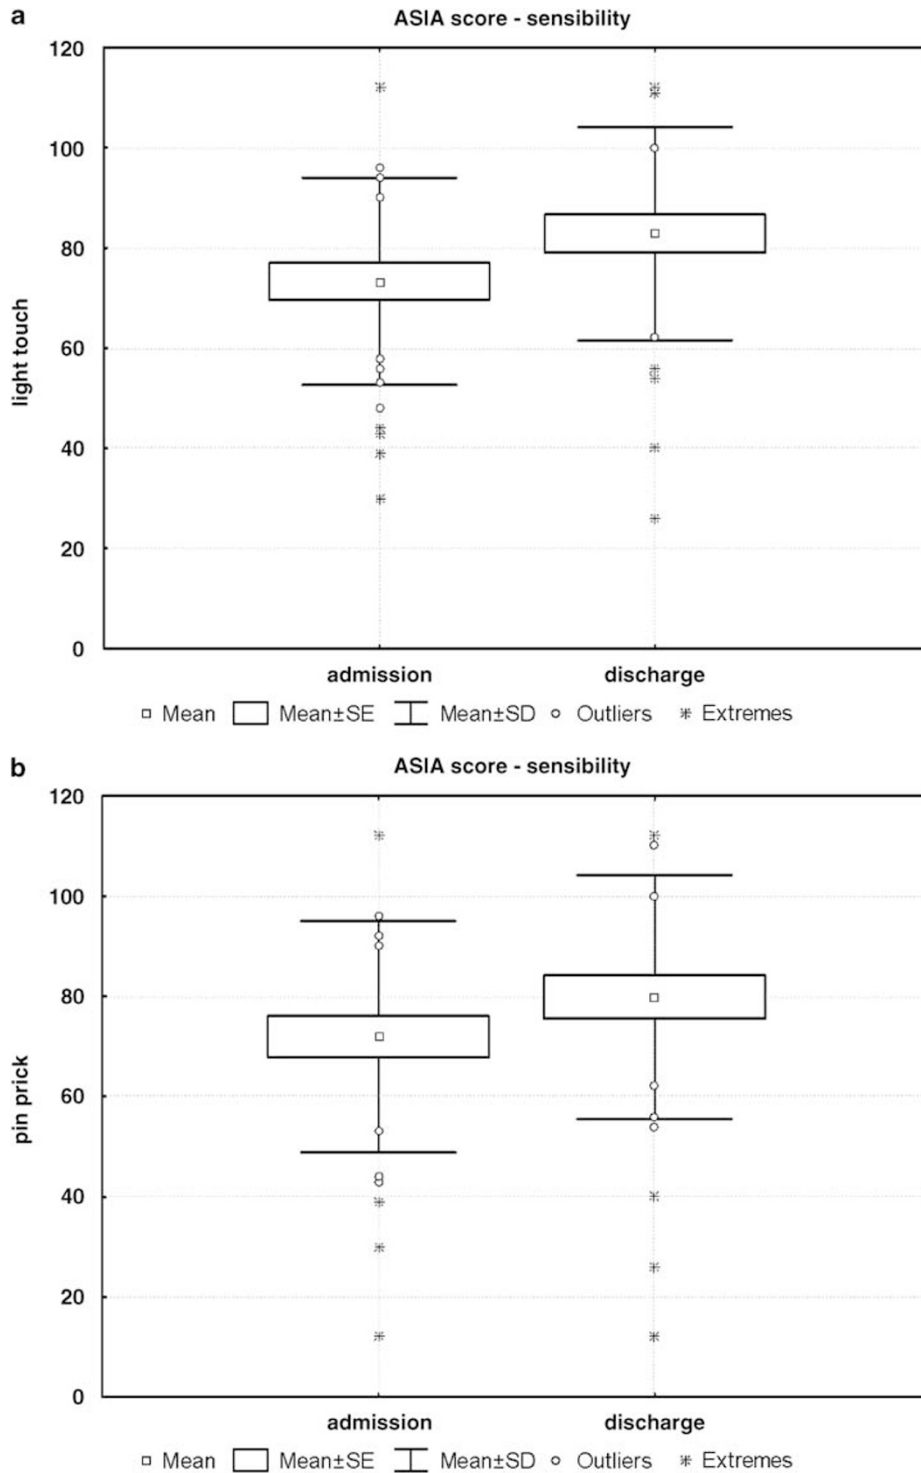 a
ASIA score - sensibility
120
100
80
60
40
20
0
light touch
admission discharge
Mean Mean±SE Mean±SD Outliers Extremes
b
ASIA score - sensibility
120
100
80
60
40
20
0
pin prick
admission discharge
Mean Mean±SE Mean±SD Outliers Extremes